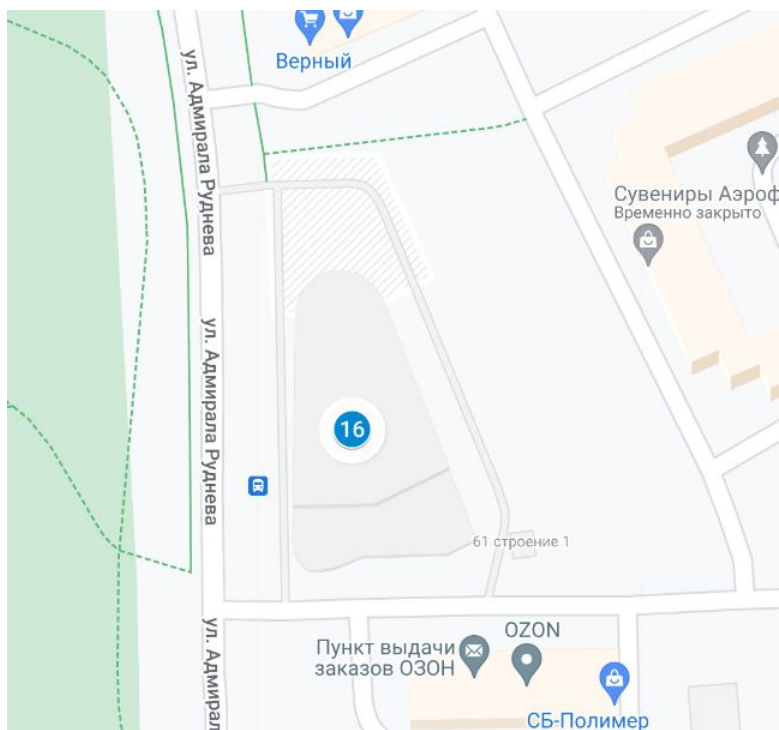 Верный
ул. Адмирала Руднева
Сувениры Аэроф
Временно закрыто
ул. Адмирала Руднева
16
61 строение 1
ул. Адмирал
OZON
Пункт выдачи
заказов ОЗОН
СБ-Полимер